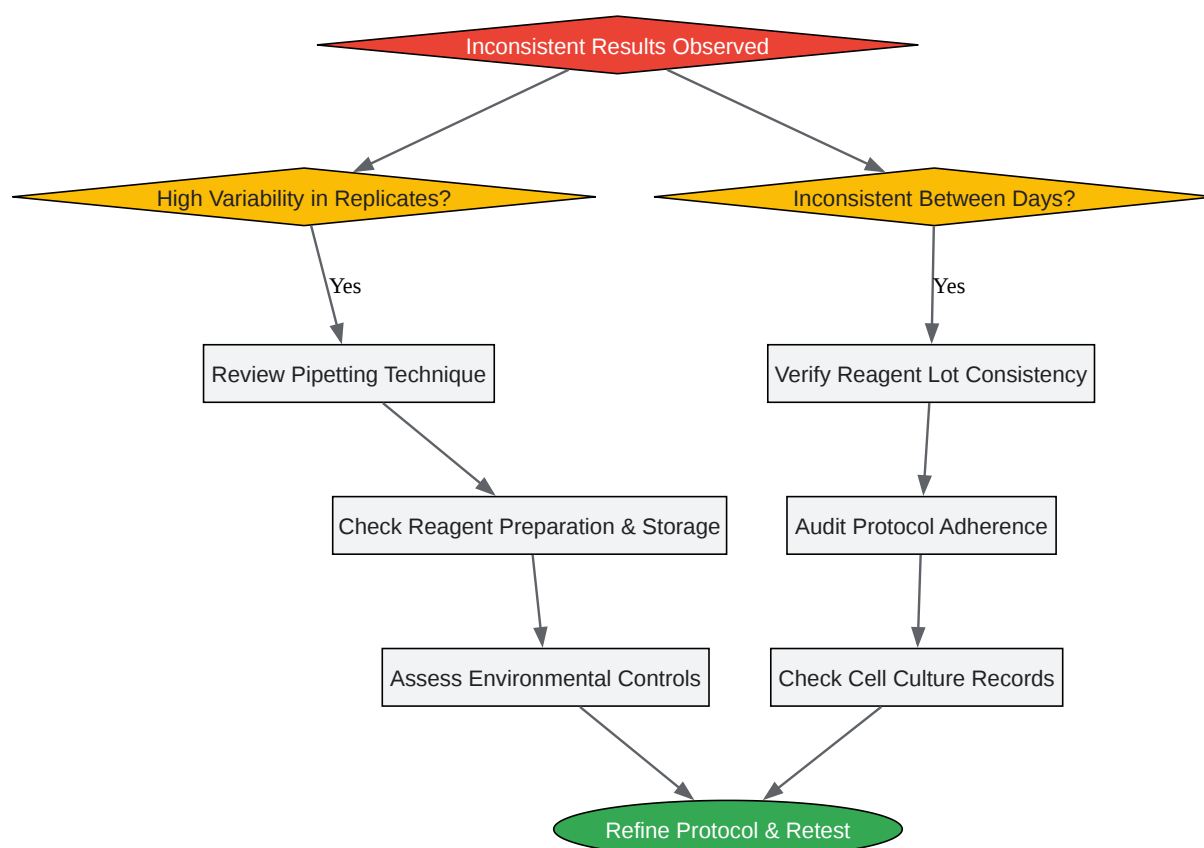 Inconsistent Results Observed
High Variability in Replicates?
Inconsistent Between Days?
Yes
Yes
Review Pipetting Technique
Verify Reagent Lot Consistency
Check Reagent Preparation & Storage
Audit Protocol Adherence
Assess Environmental Controls
Check Cell Culture Records
Refine Protocol & Retest